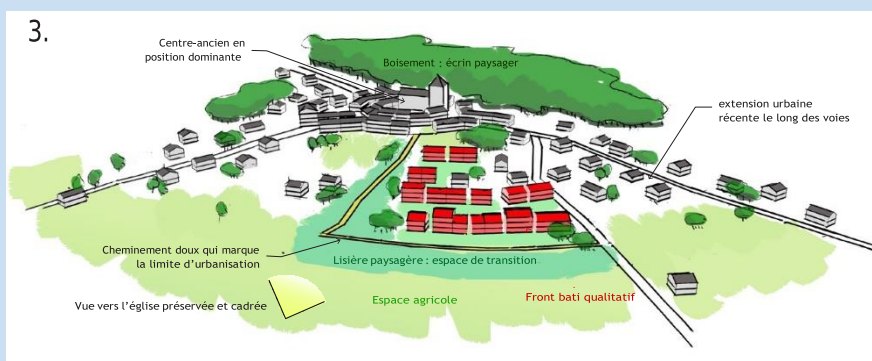 3.
Centre-ancien en
position dominante
Boisement : écrin paysager
extension urbaine
récente le long des voies
Cheminement doux qui marque
la limite d’urbanisation
Lisière paysagère : espace de transition
Vue vers l’église préservée et cadrée
Espace agricole
Front bati qualitatif